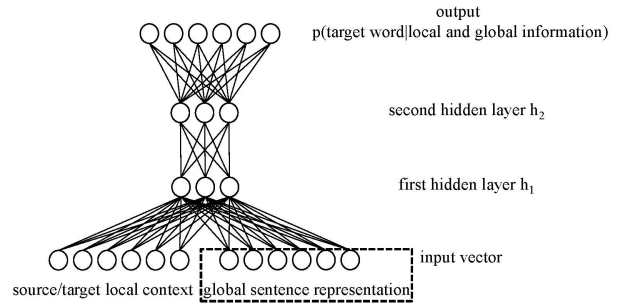 output
p(target word|local and global information)
second hidden layer h₂
first hidden layer h₁
input vector
source/target local context
global sentence representation